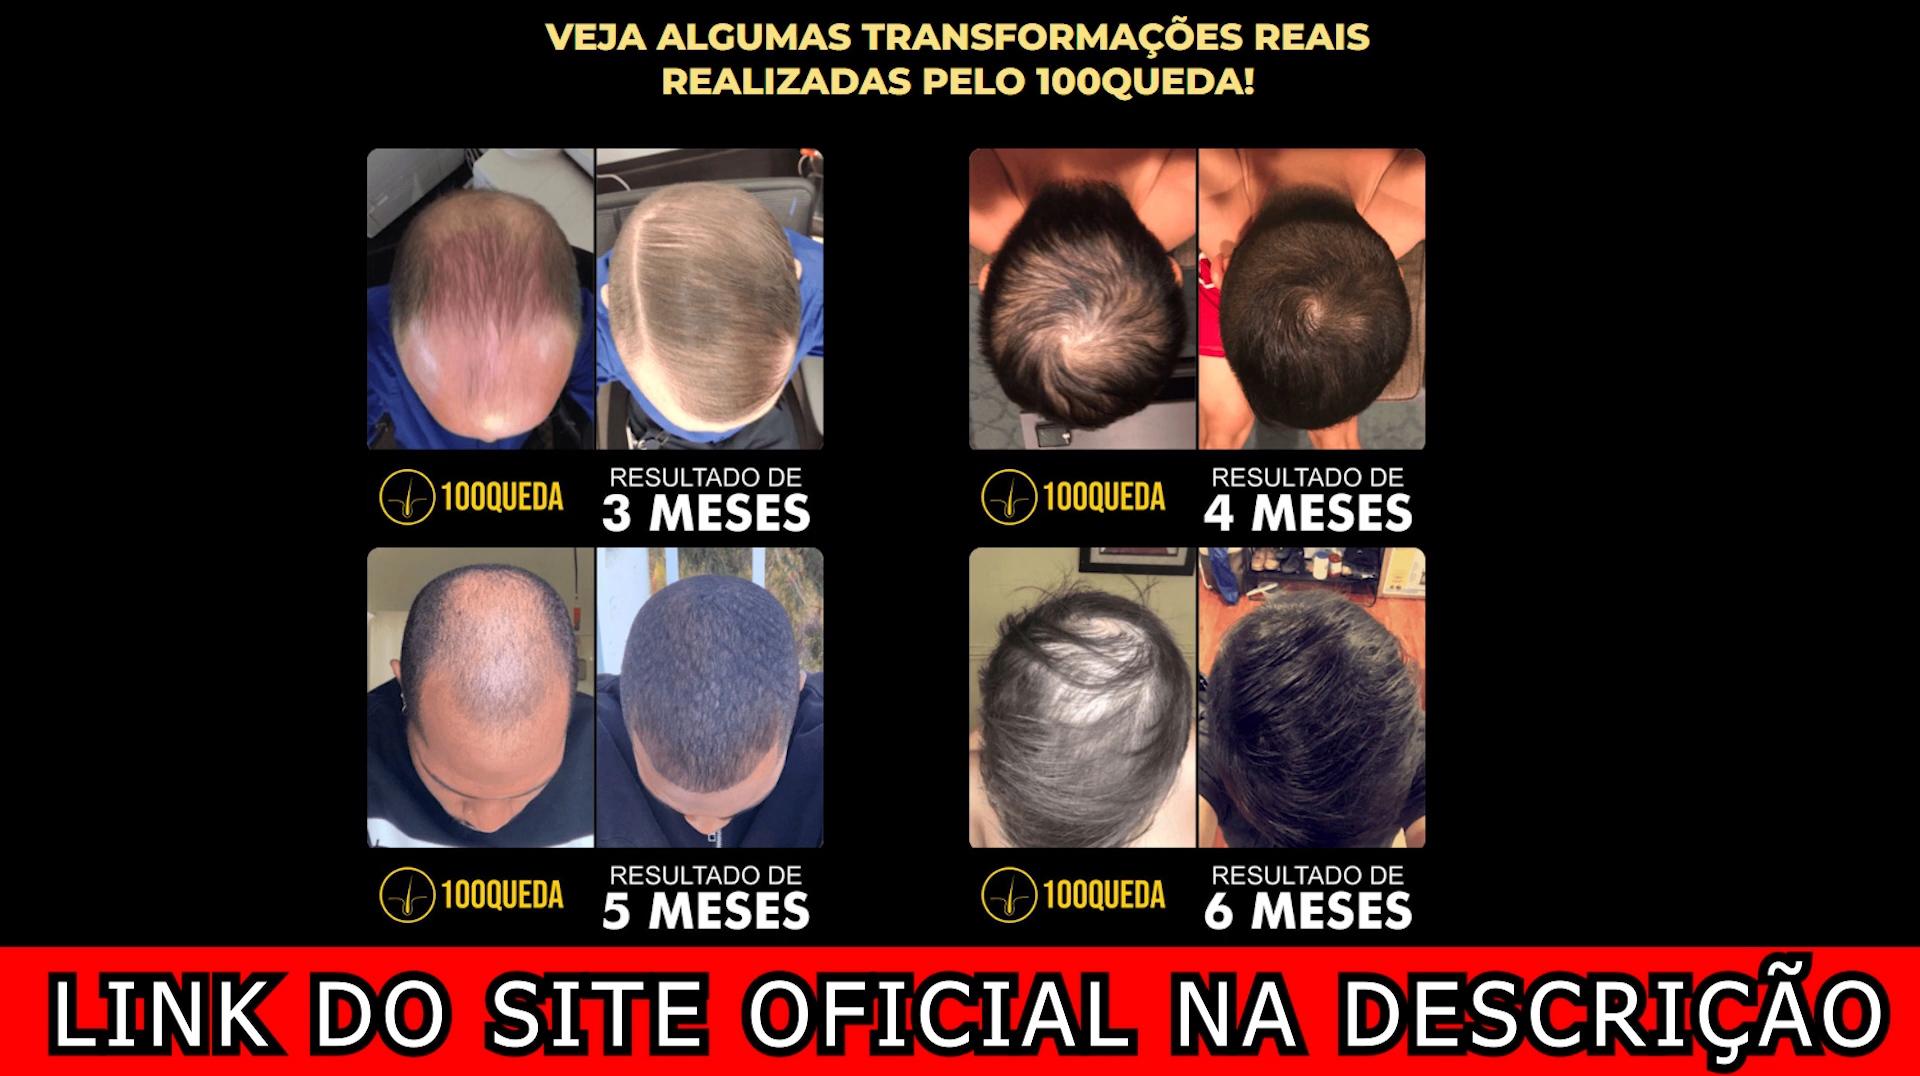 VEJA ALGUMAS TRANSFORMAÇÕES REAIS
REALIZADAS PELO 100QUEDA!
100QUEDA
RESULTADO DE
3 MESES
100QUEDA
RESULTADO DE
4 MESES
100QUEDA
RESULTADO DE
5 MESES
100QUEDA
RESULTADO DE
6 MESES
LINK DO SITE OFICIAL NA DESCRIÇÃO